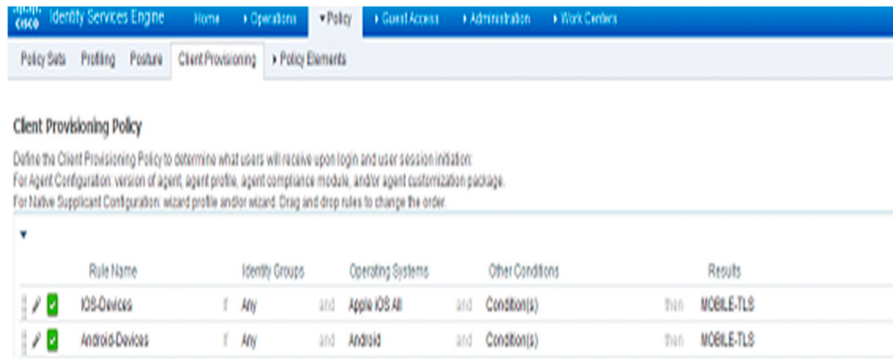 CISCO Identity Services Engine Home Operations Policy Guest Access Administration Work Centers
Policy Sets Profiling Posture Client Provisioning Policy Elements
Client Provisioning Policy
Define the Client Provisioning Policy to determine what users will receive upon login and user session initiation:
For Agent Configuration: version of agent, agent profile, agent compliance module, and/or agent customization package.
For Native Supplicant Configuration: wizard profile and/or wizard. Drag and drop rules to change the order.
Rule Name Identity Groups Operating Systems Other Conditions Results
IOS-Devices If Any and Apple iOS All and Condition(s) then MOBILE-TLS
Android-Devices If Any and Android and Condition(s) then MOBILE-TLS